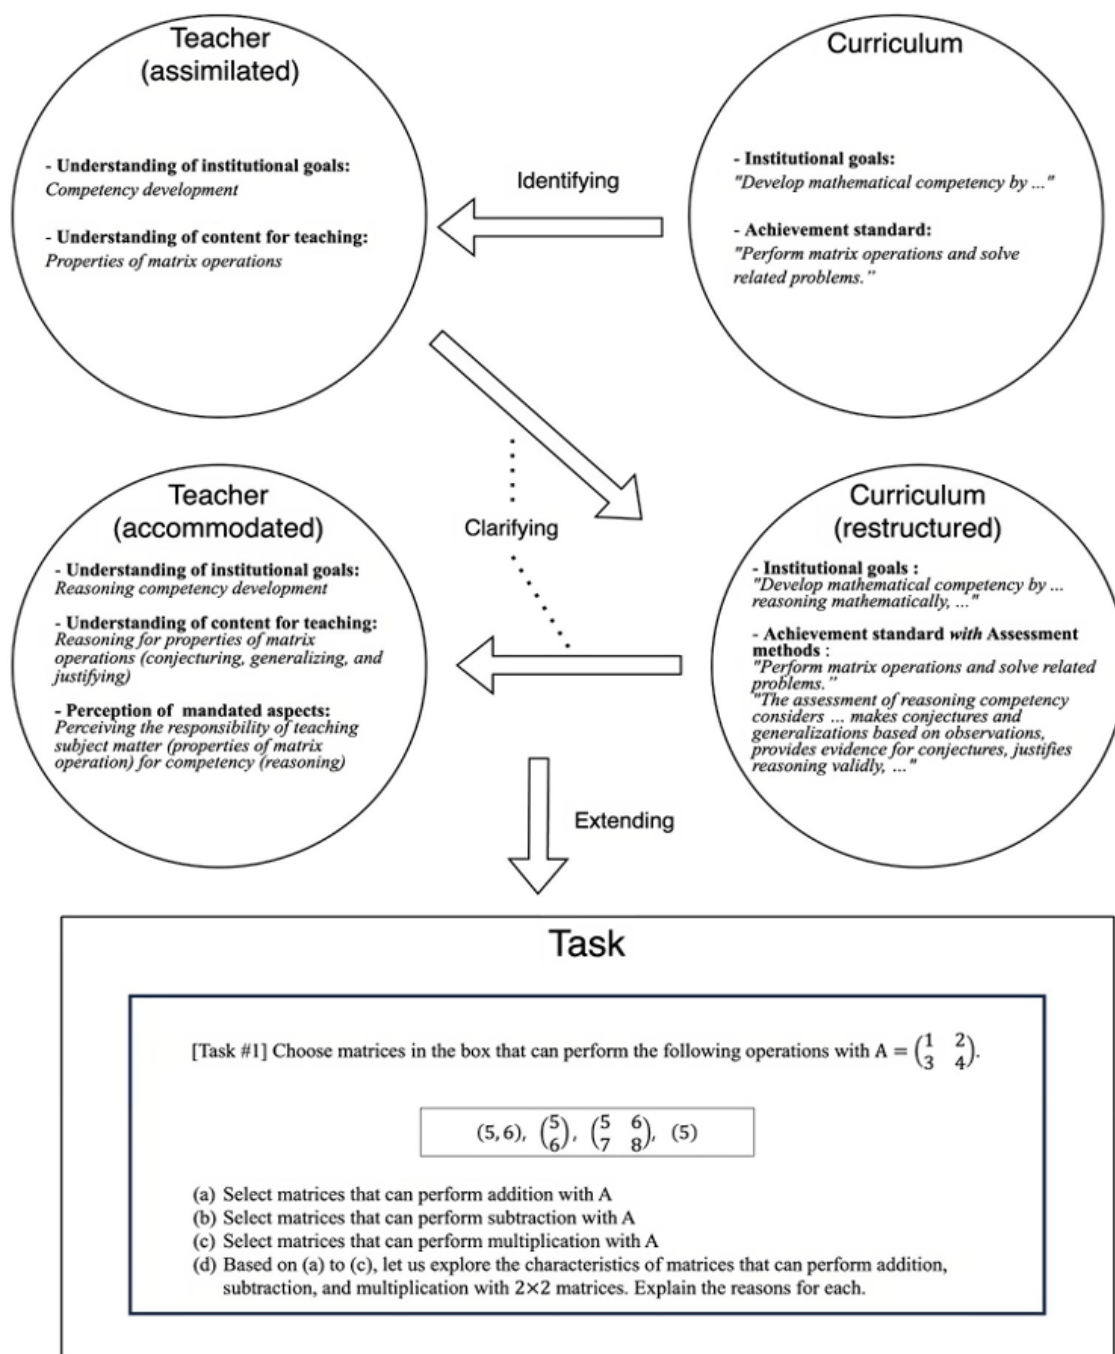 Teacher
(assimilated)
- Understanding of institutional goals:
Competency development
- Understanding of content for teaching:
Properties of matrix operations
Identifying
Curriculum
- Institutional goals:
"Develop mathematical competency by ..."
- Achievement standard:
"Perform matrix operations and solve
related problems.”
Teacher
(accommodated)
- Understanding of institutional goals:
Reasoning competency development
- Understanding of content for teaching:
Reasoning for properties of matrix
operations (conjecturing, generalizing, and
justifying)
- Perception of mandated aspects:
Perceiving the responsibility of teaching
subject matter (properties of matrix
operation) for competency (reasoning)
Clarifying
Curriculum
(restructured)
- Institutional goals :
"Develop mathematical competency by ...
reasoning mathematically, ..."
- Achievement standard with Assessment
methods :
"Perform matrix operations and solve related
problems.”
"The assessment of reasoning competency
considers ... makes conjectures and
generalizations based on observations,
provides evidence for conjectures, justifies
reasoning validly, ..."
Extending
Task
[Task #1] Choose matrices in the box that can perform the following operations with A = (1 2
3 4).
(5, 6), (5
6), (5 6
7 8), (5)
(a) Select matrices that can perform addition with A
(b) Select matrices that can perform subtraction with A
(c) Select matrices that can perform multiplication with A
(d) Based on (a) to (c), let us explore the characteristics of matrices that can perform addition,
subtraction, and multiplication with 2×2 matrices. Explain the reasons for each.